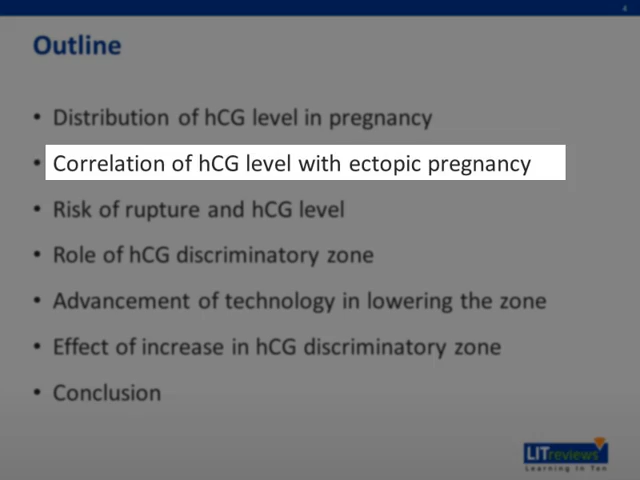 4
Outline
• Distribution of hCG level in pregnancy
• Correlation of hCG level with ectopic pregnancy
• Risk of rupture and hCG level
• Role of hCG discriminatory zone
• Advancement of technology in lowering the zone
• Effect of increase in hCG discriminatory zone
• Conclusion
LITreviews
Learning In Ten